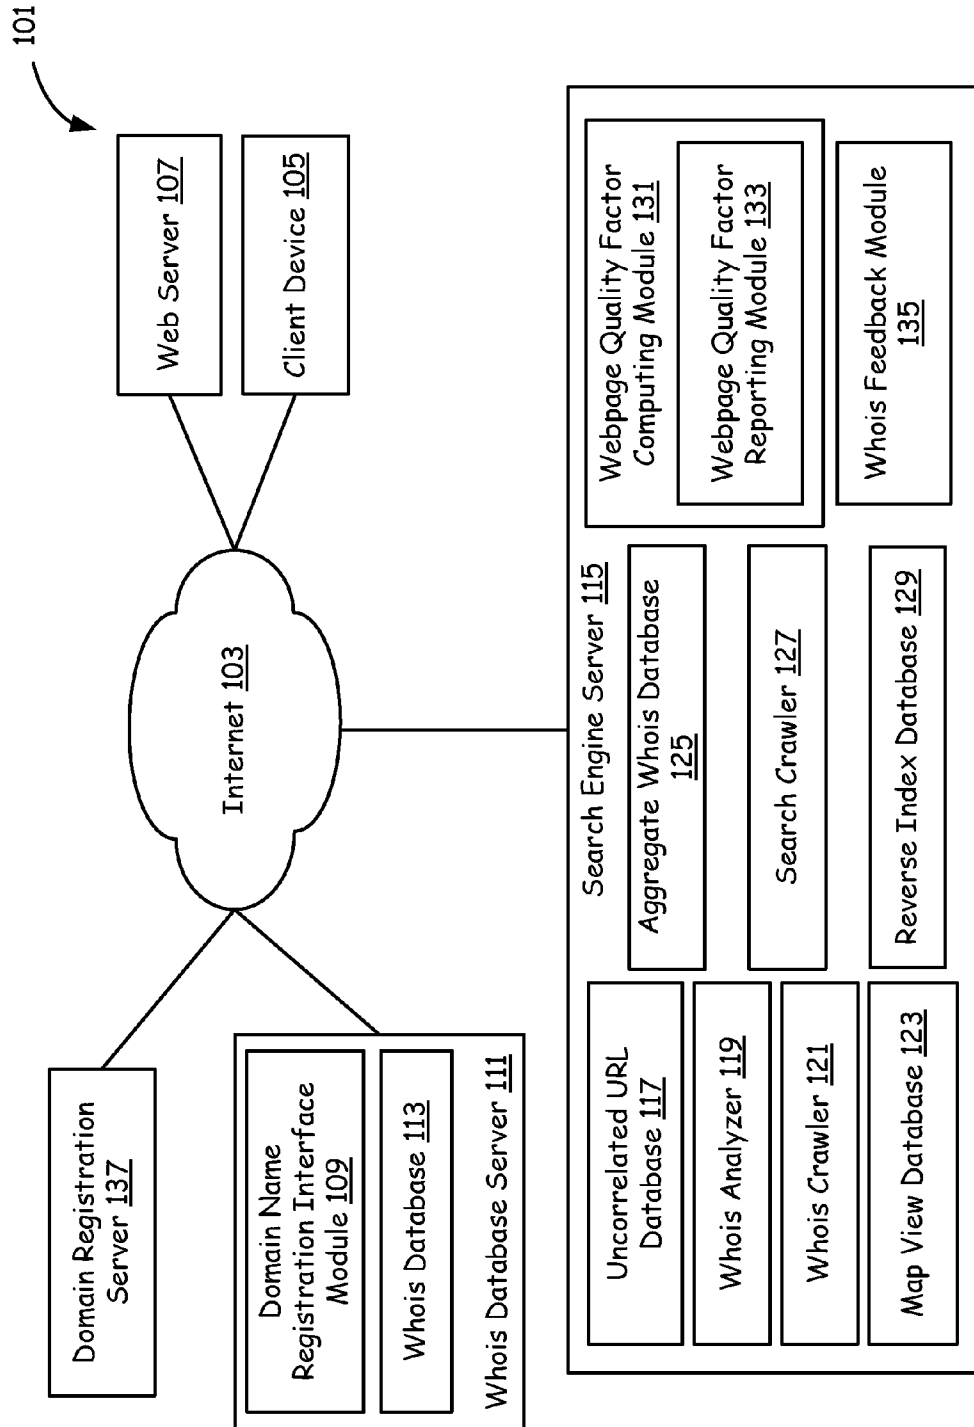 101
Domain Registration
Server 137
Web Server 107
Client Device 105
Internet 103
Domain Name
Registration Interface
Module 109
Whois Database 113
Whois Database Server 111
Search Engine Server 115
Uncorrelated URL
Database 117
Whois Analyzer 119
Whois Crawler 121
Map View Database 123
Aggregate Whois Database
125
Search Crawler 127
Reverse Index Database 129
Webpage Quality Factor
Computing Module 131
Webpage Quality Factor
Reporting Module 133
Whois Feedback Module
135